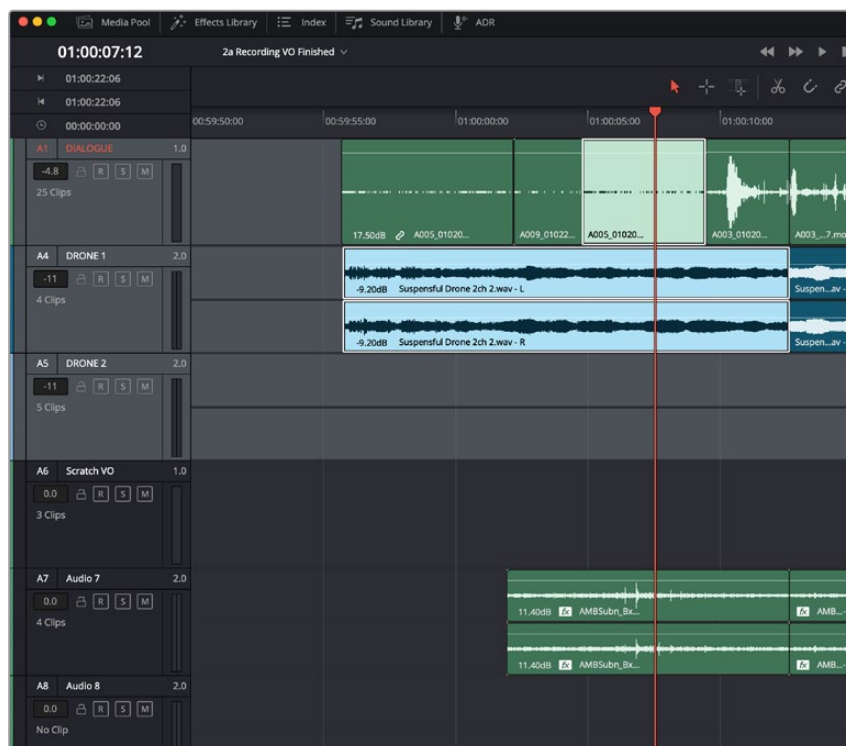 Media Pool Effects Library Index Sound Library ADR
01:00:07:12 2a Recording VO Finished
01:00:22:06
01:00:22:06
00:00:00:00
00:59:50:00 00:59:55:00 01:00:00:00 01:00:05:00 01:00:10:00
A1 DIALOGUE 1.0
-4.8 R S M
25 Clips
17.50dB A005_01020... A009_01022... A005_01020... A003_01020... A003_...7.mo
A4 DRONE 1 2.0
-11 R S M
-9.20dB Suspensful Drone 2ch 2.wav - L Suspen...av -
4 Clips
-9.20dB Suspensful Drone 2ch 2.wav - R Suspen...av -
A5 DRONE 2 2.0
-11 R S M
5 Clips
A6 Scratch VO 1.0
0.0 R S M
3 Clips
A7 Audio 7 2.0
0.0 R S M
11.40dB fx AMBSubn_Bx... fx AMB...-
4 Clips
11.40dB fx AMBSubn_Bx... fx AMB...-
A8 Audio 8 2.0
0.0 R S M
No Clip